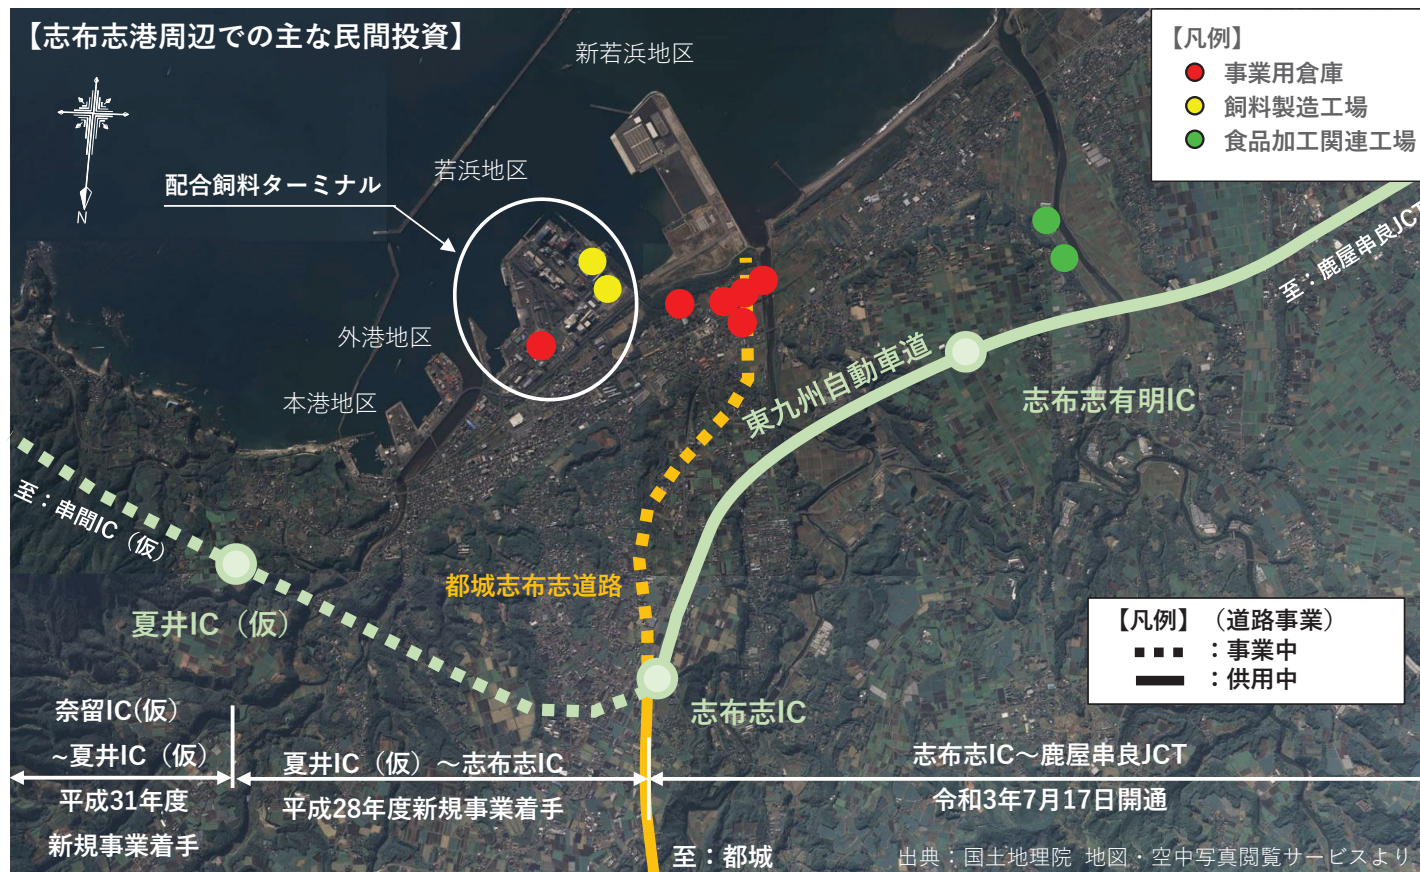 【志布志港周辺での主な民間投資】
新若浜地区
【凡例】
事業用倉庫
飼料製造工場
食品加工関連工場
若浜地区
配合飼料ターミナル
N
至：鹿屋串良JCT
外港地区
本港地区
東九州自動車道
志布志有明IC
至：串間IC（仮）
都城志布志道路
夏井IC（仮）
【凡例】（道路事業）
：事業中
：供用中
志布志IC
奈留IC(仮)
~夏井IC（仮）
平成31年度
新規事業着手
夏井IC（仮）～志布志IC
平成28年度新規事業着手
志布志IC～鹿屋串良JCT
令和3年7月17日開通
至：都城
出典：国土地理院 地図・空中写真閲覧サービスより